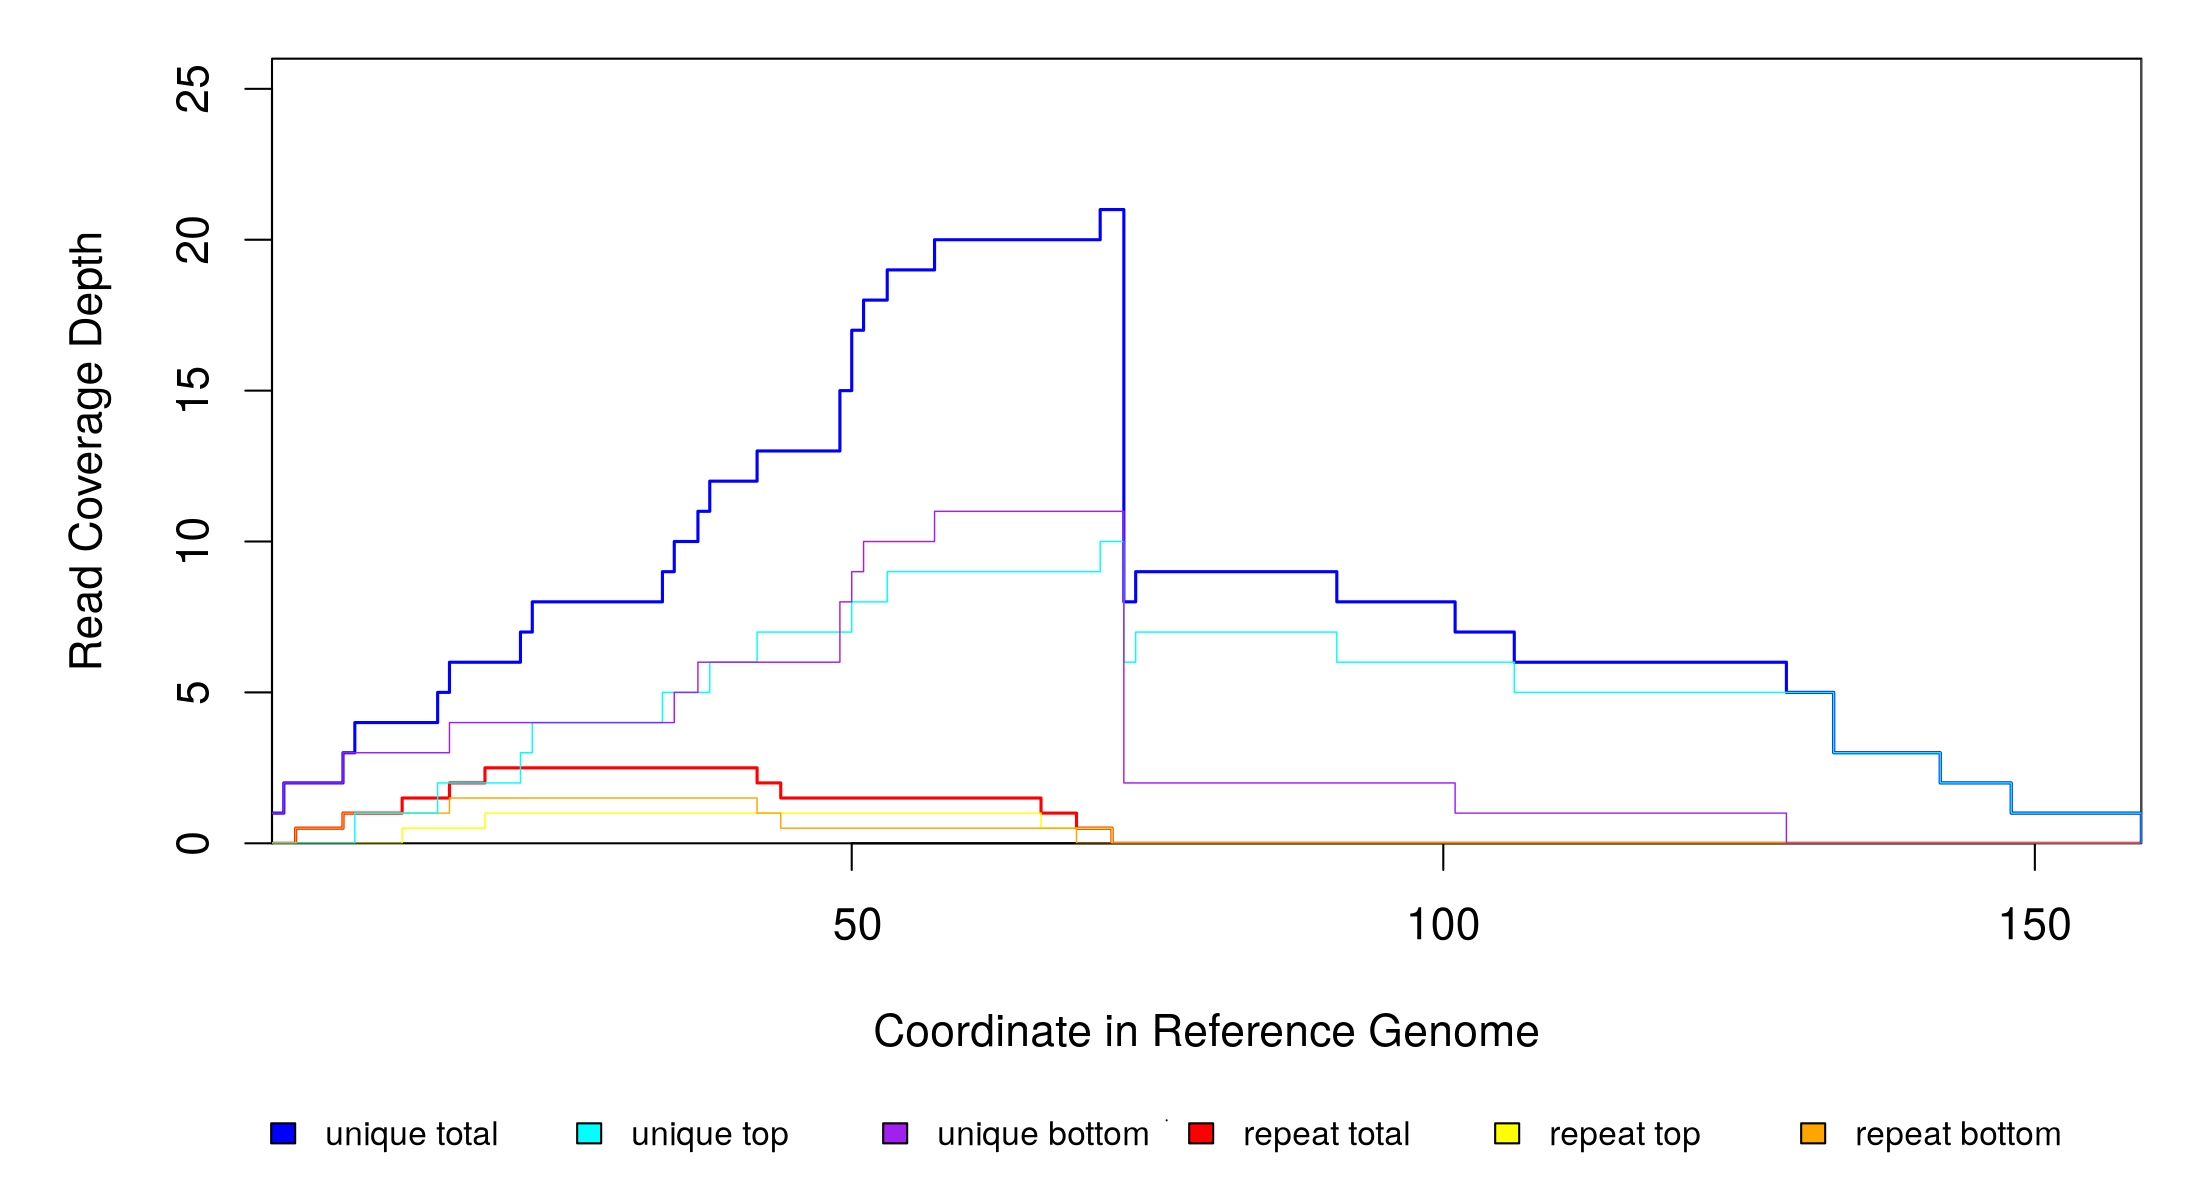 25
20
15
10
5
0
Read Coverage Depth
50 100 150
Coordinate in Reference Genome
unique total unique top unique bottom repeat total repeat top repeat bottom